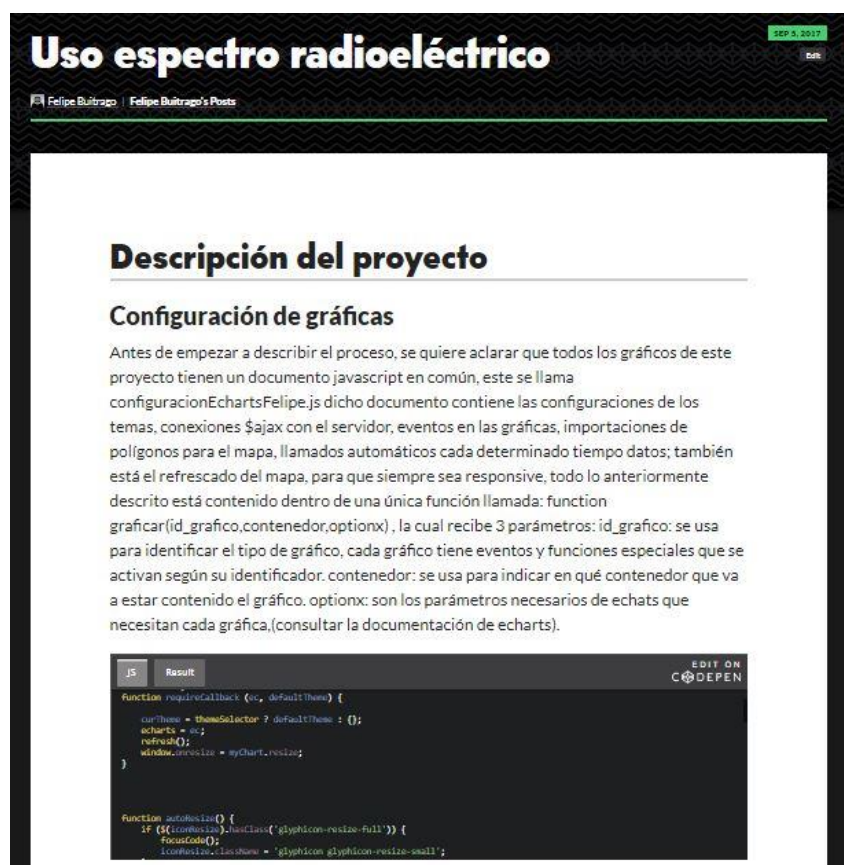 Uso espectro radioeléctrico
SEP 5, 2017
Edit
Felipe Buitrago | Felipe Buitrago's Posts
Descripción del proyecto
Configuración de gráficas
Antes de empezar a describir el proceso, se quiere aclarar que todos los gráficos de este
proyecto tienen un documento javascript en común, este se llama
configuracionEchartsFelipe.js dicho documento contiene las configuraciones de los
temas, conexiones $ajax con el servidor, eventos en las gráficas, importaciones de
polígonos para el mapa, llamados automáticos cada determinado tiempo datos; también
está el refrescado del mapa, para que siempre sea responsive, todo lo anteriormente
descrito está contenido dentro de una única función llamada: function
graficar(id_grafico,contenedor,optionx) , la cual recibe 3 parámetros: id_grafico: se usa
para identificar el tipo de gráfico, cada gráfico tiene eventos y funciones especiales que se
activan según su identificador. contenedor: se usa para indicar en qué contenedor que va
a estar contenido el gráfico. optionx: son los parámetros necesarios de echats que
necesitan cada gráfica,(consultar la documentación de echarts).
JS
Result
EDIT ON
CODEPEN
function requireCallback (ec, defaultTheme) {
curTheme = themeSelector ? defaultTheme : {};
echarts = ec;
refresh();
window.onresize = myChart.resize;
}
function autoResize() {
if ($(iconResize).hasClass('glyphicon-resize-full')) {
focusCode();
iconResize.className = 'glyphicon glyphicon-resize-small';